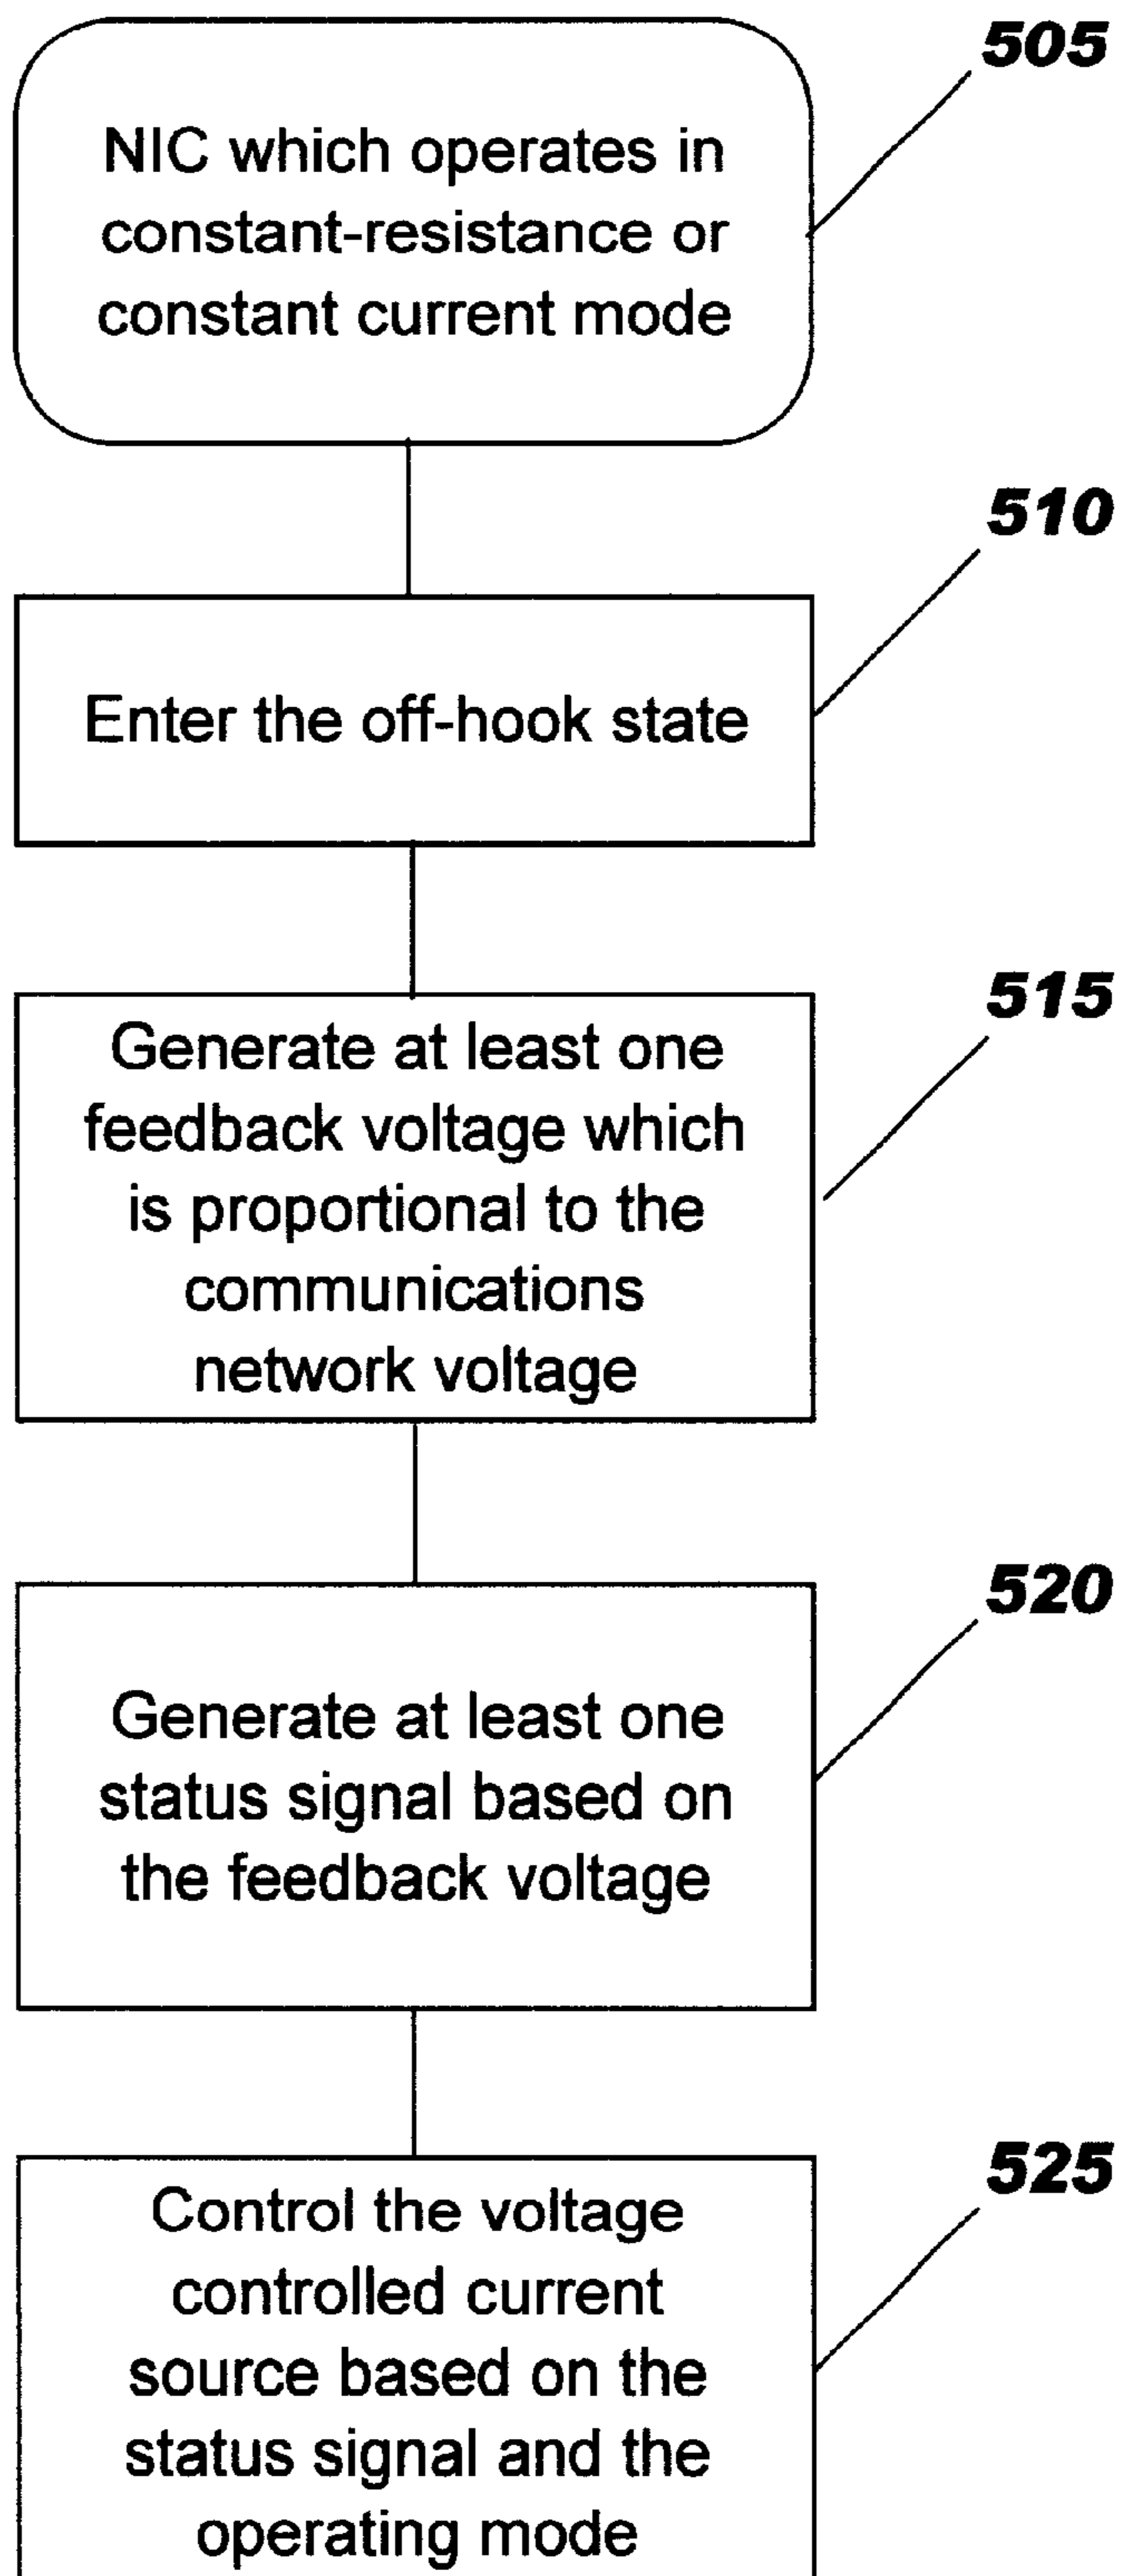 505
NIC which operates in
constant-resistance or
constant current mode
510
Enter the off-hook state
515
Generate at least one
feedback voltage which
is proportional to the
communications
network voltage
520
Generate at least one
status signal based on
the feedback voltage
525
Control the voltage
controlled current
source based on the
status signal and the
operating mode